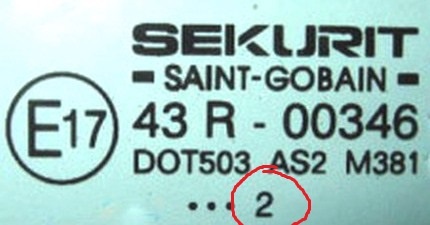 SEKURIT
SAINT-GOBAIN
E17
43 R - 00346
DOT503 AS2 M381
••• 2